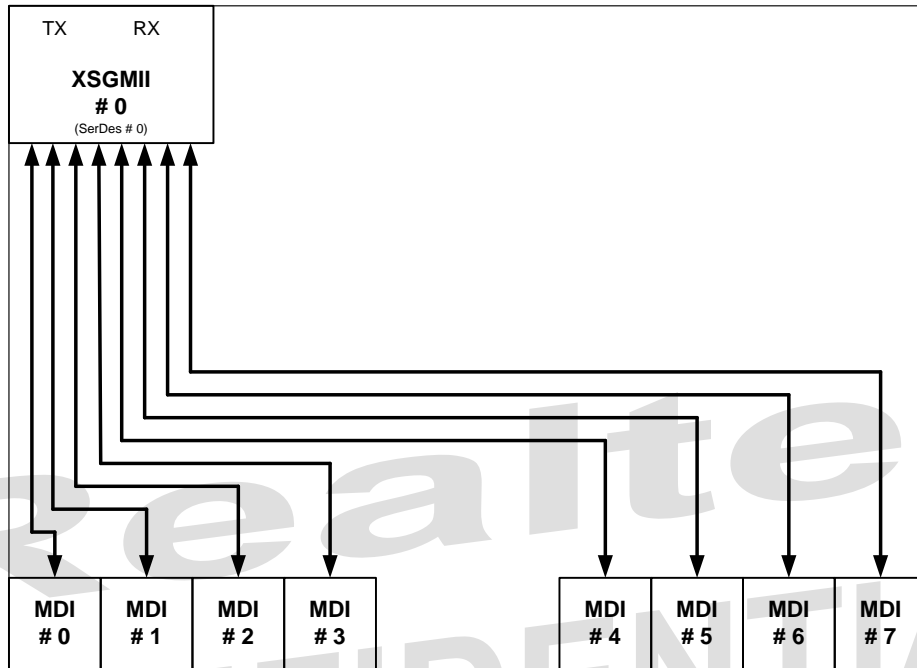 TX RX
XSGMII
# 0
(SerDes # 0)
Realte
MDI MDI MDI MDI MDI MDI MDI MDI
# 0 # 1 # 2 # 3 # 4 # 5 # 6 # 7